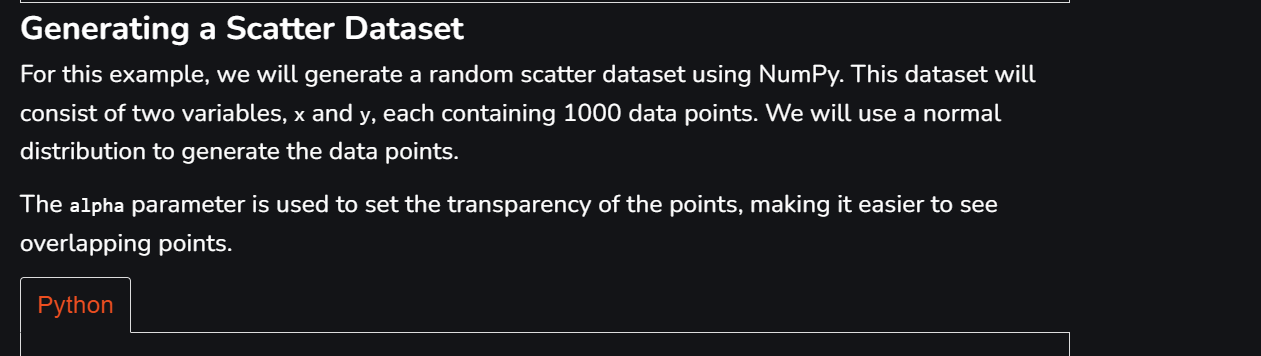 Generating a Scatter Dataset
For this example, we will generate a random scatter dataset using NumPy. This dataset will
consist of two variables, x and y, each containing 1000 data points. We will use a normal
distribution to generate the data points.
The alpha parameter is used to set the transparency of the points, making it easier to see
overlapping points.
Python